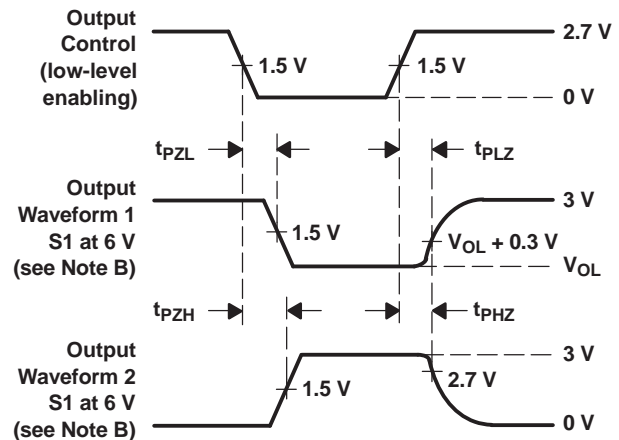 Output
Control
(low-level
enabling)
1.5 V
1.5 V
2.7 V
0 V
tPZL
tPLZ
Output
Waveform 1
S1 at 6 V
(see Note B)
1.5 V
3 V
VOL + 0.3 V
VOL
tPZH
tPHZ
Output
Waveform 2
S1 at 6 V
(see Note B)
1.5 V
3 V
2.7 V
0 V